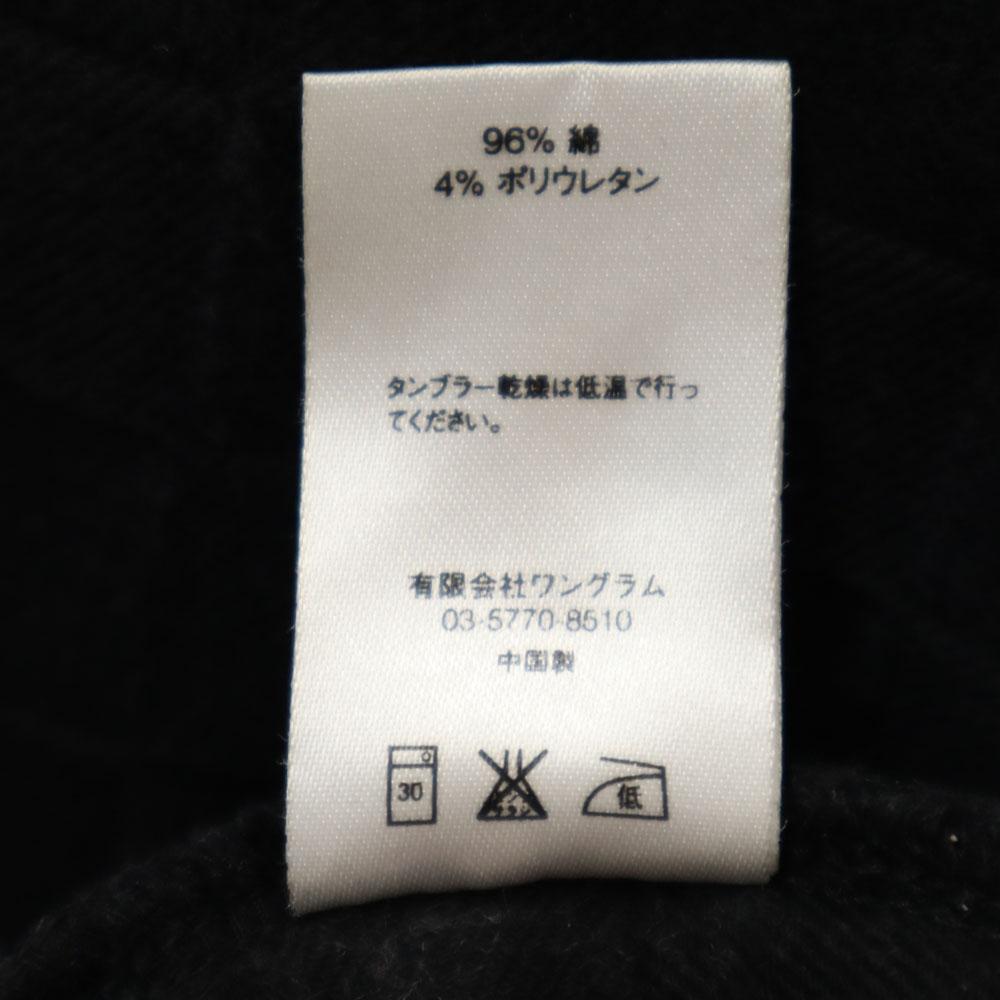 96% 綿
4% ポリウレタン
タンブラー乾燥は低温で行っ
てください。
有限会社ワングラム
03-5770-8510
中国製
30
低